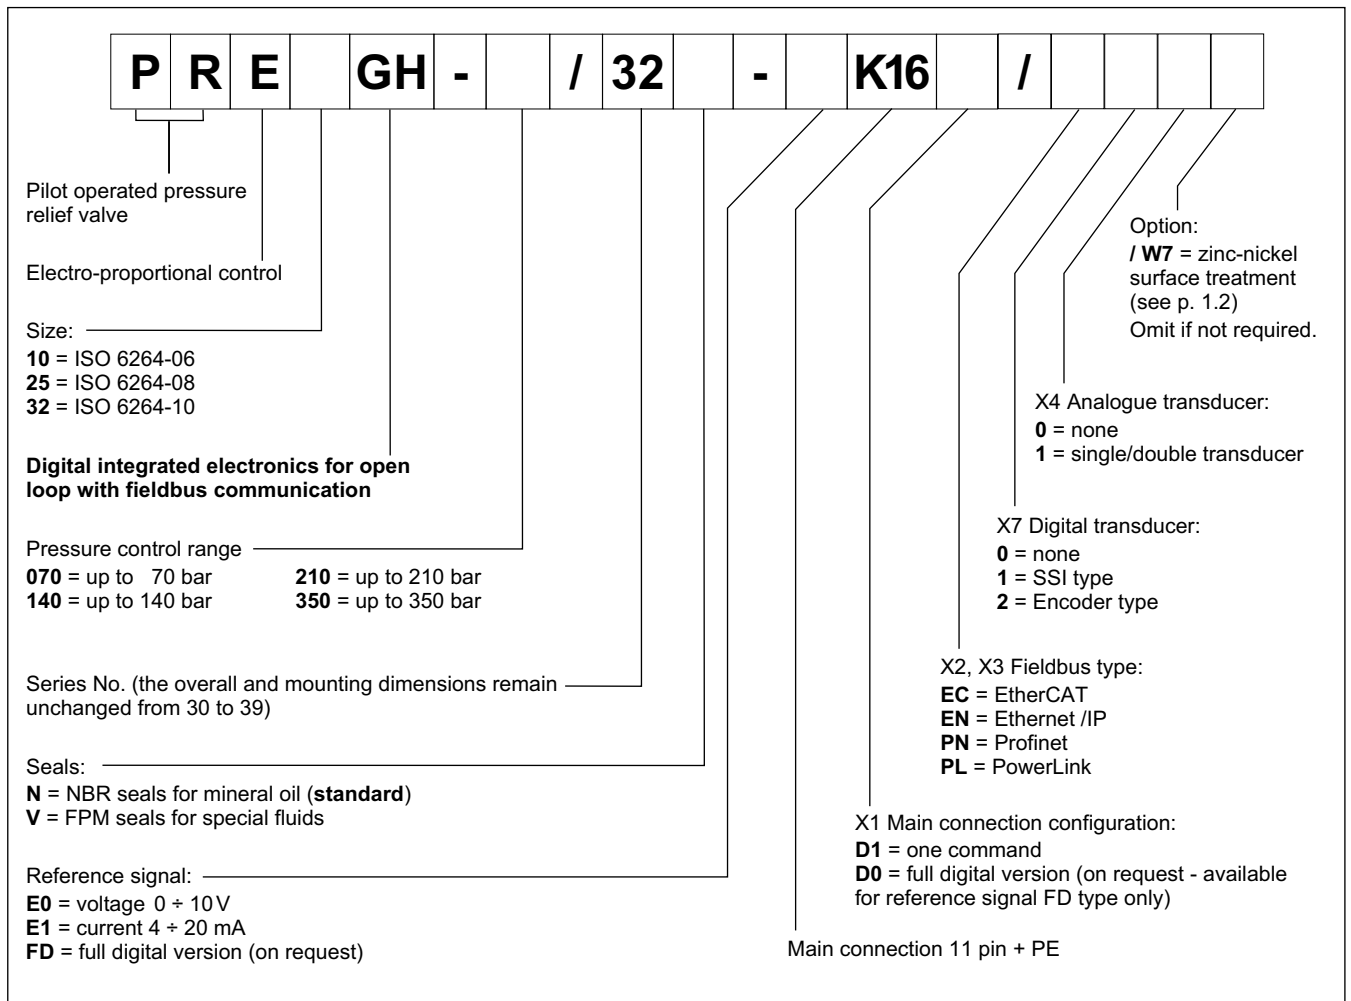 P R E GH - / 32 - K16 /
Pilot operated pressure
relief valve
Electro-proportional control
Size:
10 = ISO 6264-06
25 = ISO 6264-08
32 = ISO 6264-10
Digital integrated electronics for open
loop with fieldbus communication
Pressure control range
070 = up to 70 bar
140 = up to 140 bar
210 = up to 210 bar
350 = up to 350 bar
Series No. (the overall and mounting dimensions remain
unchanged from 30 to 39)
Seals:
N = NBR seals for mineral oil (standard)
V = FPM seals for special fluids
Reference signal:
E0 = voltage 0 ÷ 10 V
E1 = current 4 ÷ 20 mA
FD = full digital version (on request)
Option:
/ W7 = zinc-nickel
surface treatment
(see p. 1.2)
Omit if not required.
X4 Analogue transducer:
0 = none
1 = single/double transducer
X7 Digital transducer:
0 = none
1 = SSI type
2 = Encoder type
X2, X3 Fieldbus type:
EC = EtherCAT
EN = Ethernet /IP
PN = Profinet
PL = PowerLink
X1 Main connection configuration:
D1 = one command
D0 = full digital version (on request - available
for reference signal FD type only)
Main connection 11 pin + PE